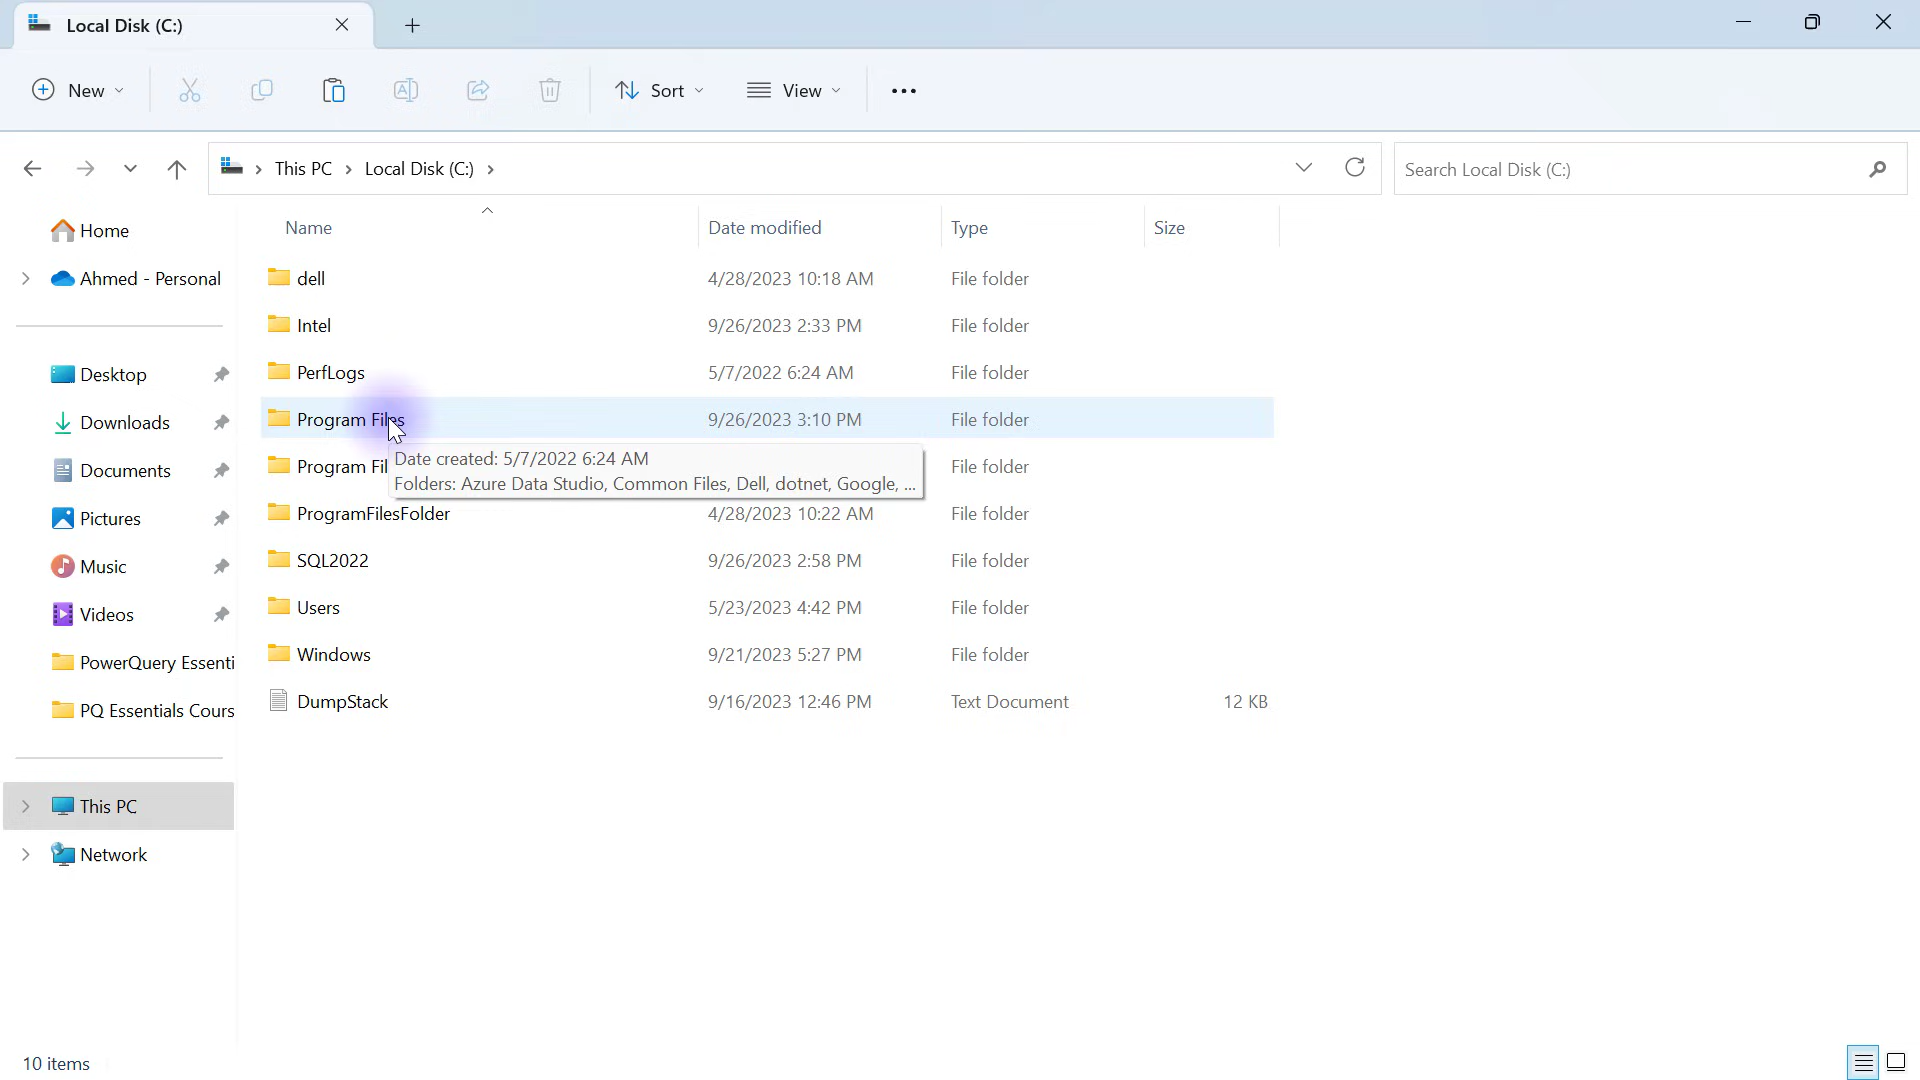 Local Disk (C:)
New
Sort
View
This PC
Local Disk (C:)
Search Local Disk (C:)
Home
Ahmed - Personal
Desktop
Downloads
Documents
Pictures
Music
Videos
PowerQuery Essenti
PQ Essentials Cours
This PC
Network
Name Date modified Type Size
dell 4/28/2023 10:18 AM File folder
Intel 9/26/2023 2:33 PM File folder
PerfLogs 5/7/2022 6:24 AM File folder
Program Files 9/26/2023 3:10 PM File folder
Program Fil File folder
Date created: 5/7/2022 6:24 AM
Folders: Azure Data Studio, Common Files, Dell, dotnet, Google, ...
ProgramFilesFolder 4/28/2023 10:22 AM File folder
SQL2022 9/26/2023 2:58 PM File folder
Users 5/23/2023 4:42 PM File folder
Windows 9/21/2023 5:27 PM File folder
DumpStack 9/16/2023 12:46 PM Text Document 12 KB
10 items